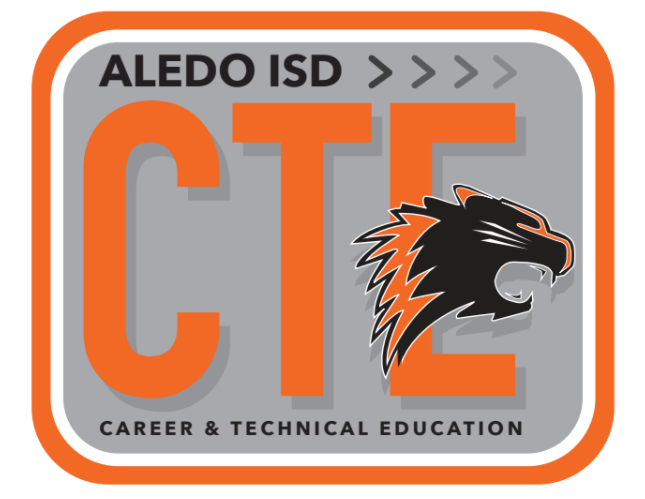 ALEDO ISD >>>>
CTE
CAREER & TECHNICAL EDUCATION